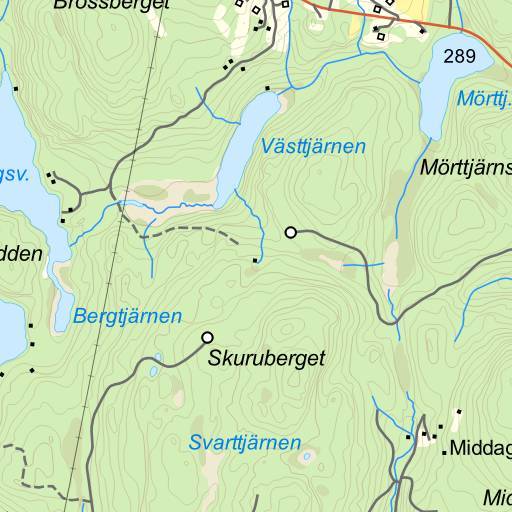 Brossberget
289
Mörttj.
Västtjärnen
Mörttjärns
gsv.
dden
Bergtjärnen
Skuruberget
Svarttjärnen
Middag
Mid